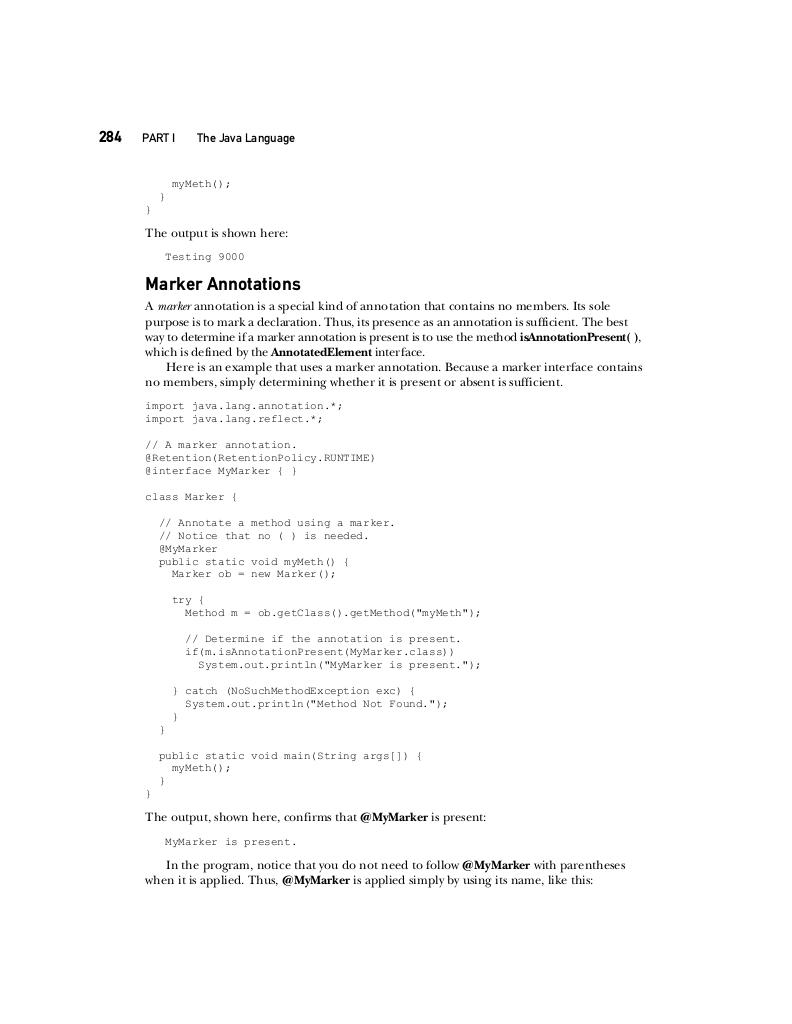 284 PART I The Java Language
myMeth();
}
}
The output is shown here:
Testing 9000
Marker Annotations
A marker annotation is a special kind of annotation that contains no members. Its sole
purpose is to mark a declaration. Thus, its presence as an annotation is sufficient. The best
way to determine if a marker annotation is present is to use the method isAnnotationPresent( ),
which is defined by the AnnotatedElement interface.
Here is an example that uses a marker annotation. Because a marker interface contains
no members, simply determining whether it is present or absent is sufficient.
import java.lang.annotation.*;
import java.lang.reflect.*;
// A marker annotation.
@Retention(RetentionPolicy.RUNTIME)
@interface MyMarker { }
class Marker {
// Annotate a method using a marker.
// Notice that no ( ) is needed.
@MyMarker
public static void myMeth() {
Marker ob = new Marker();
try {
Method m = ob.getClass().getMethod("myMeth");
// Determine if the annotation is present.
if(m.isAnnotationPresent(MyMarker.class))
System.out.println("MyMarker is present.");
} catch (NoSuchMethodException exc) {
System.out.println("Method Not Found.");
}
}
public static void main(String args[]) {
myMeth();
}
}
The output, shown here, confirms that @MyMarker is present:
MyMarker is present.
In the program, notice that you do not need to follow @MyMarker with parentheses
when it is applied. Thus, @MyMarker is applied simply by using its name, like this: